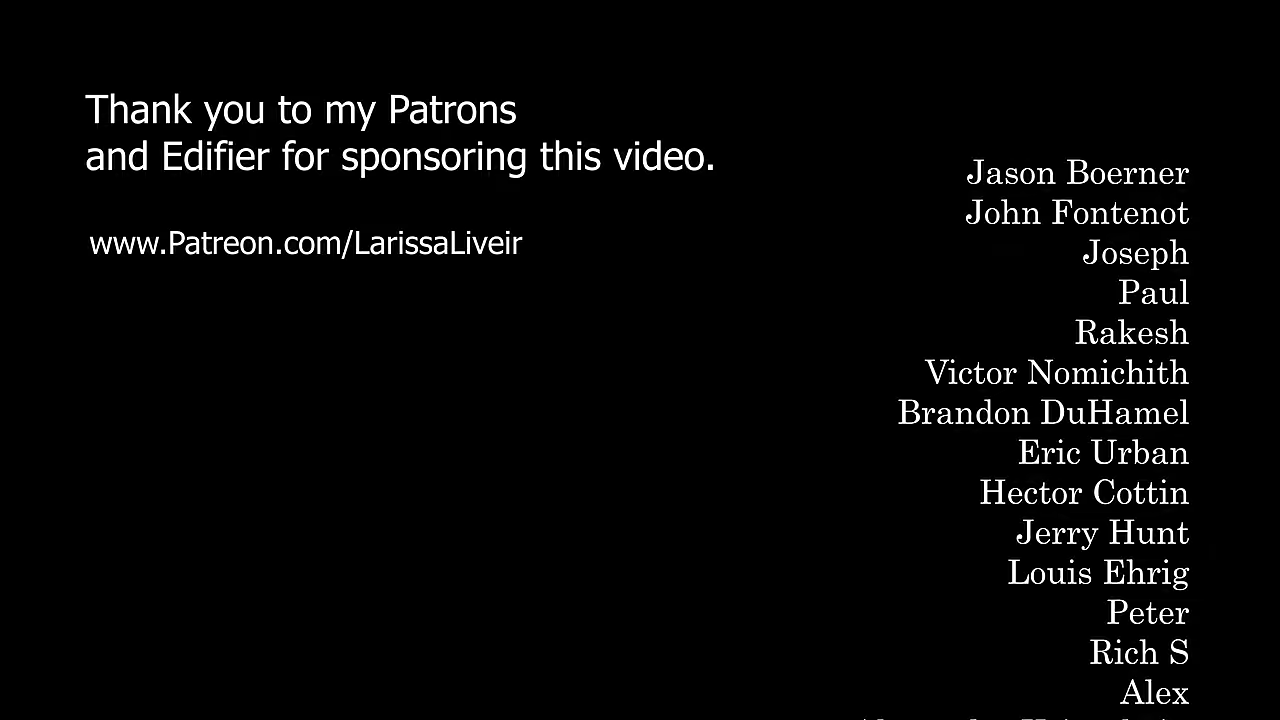 Thank you to my Patrons
and Edifier for sponsoring this video.
www.Patreon.com/LarissaLiveir
Jason Boerner
John Fontenot
Joseph
Paul
Rakesh
Victor Nomichith
Brandon DuHamel
Eric Urban
Hector Cottin
Jerry Hunt
Louis Ehrig
Peter
Rich S
Alex